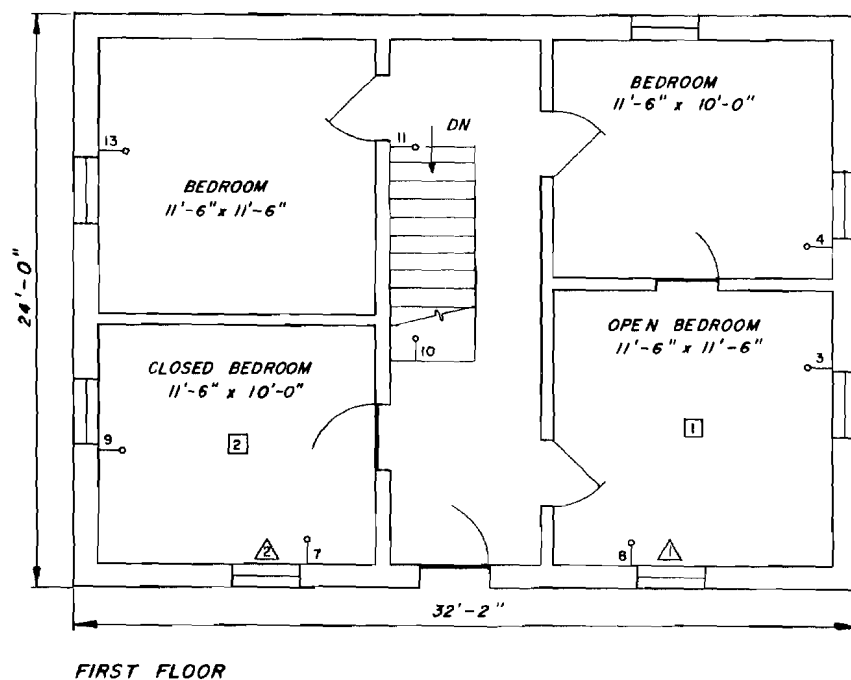 BEDROOM
11'-6" x 10'-0"
DN
11
13
BEDROOM
11'-6" x 11'-6"
4
24'-0"
OPEN BEDROOM
11'-6" x 11'-6"
10
3
CLOSED BEDROOM
11'-6" x 10'-0"
1
2
9
2
7
8
1
32'-2"
FIRST FLOOR